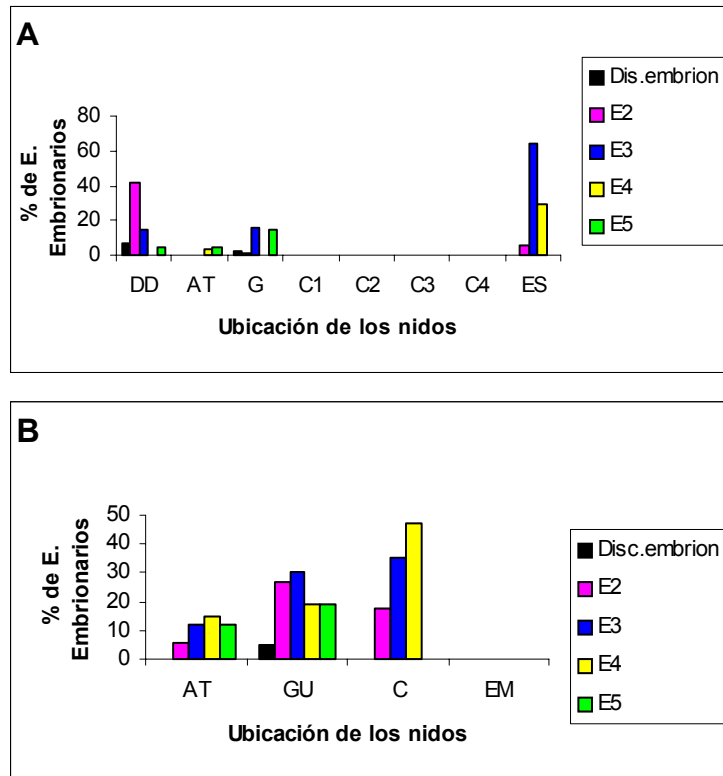 A
Dis.embrion
E2
E3
E4
E5
% de E.
Embrionarios
80
60
40
20
0
DD AT G C1 C2 C3 C4 ES
Ubicación de los nidos
B
Disc.embrion
E2
E3
E4
E5
% de E.
Embrionarios
50
40
30
20
10
0
AT GU C EM
Ubicación de los nidos